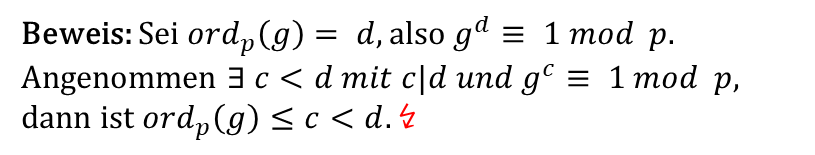 Beweis: Sei ord_p(g) = d, also g^d ≡ 1 mod p.
Angenommen ∃ c < d mit c|d und g^c ≡ 1 mod p,
dann ist ord_p(g) ≤ c < d. ↯